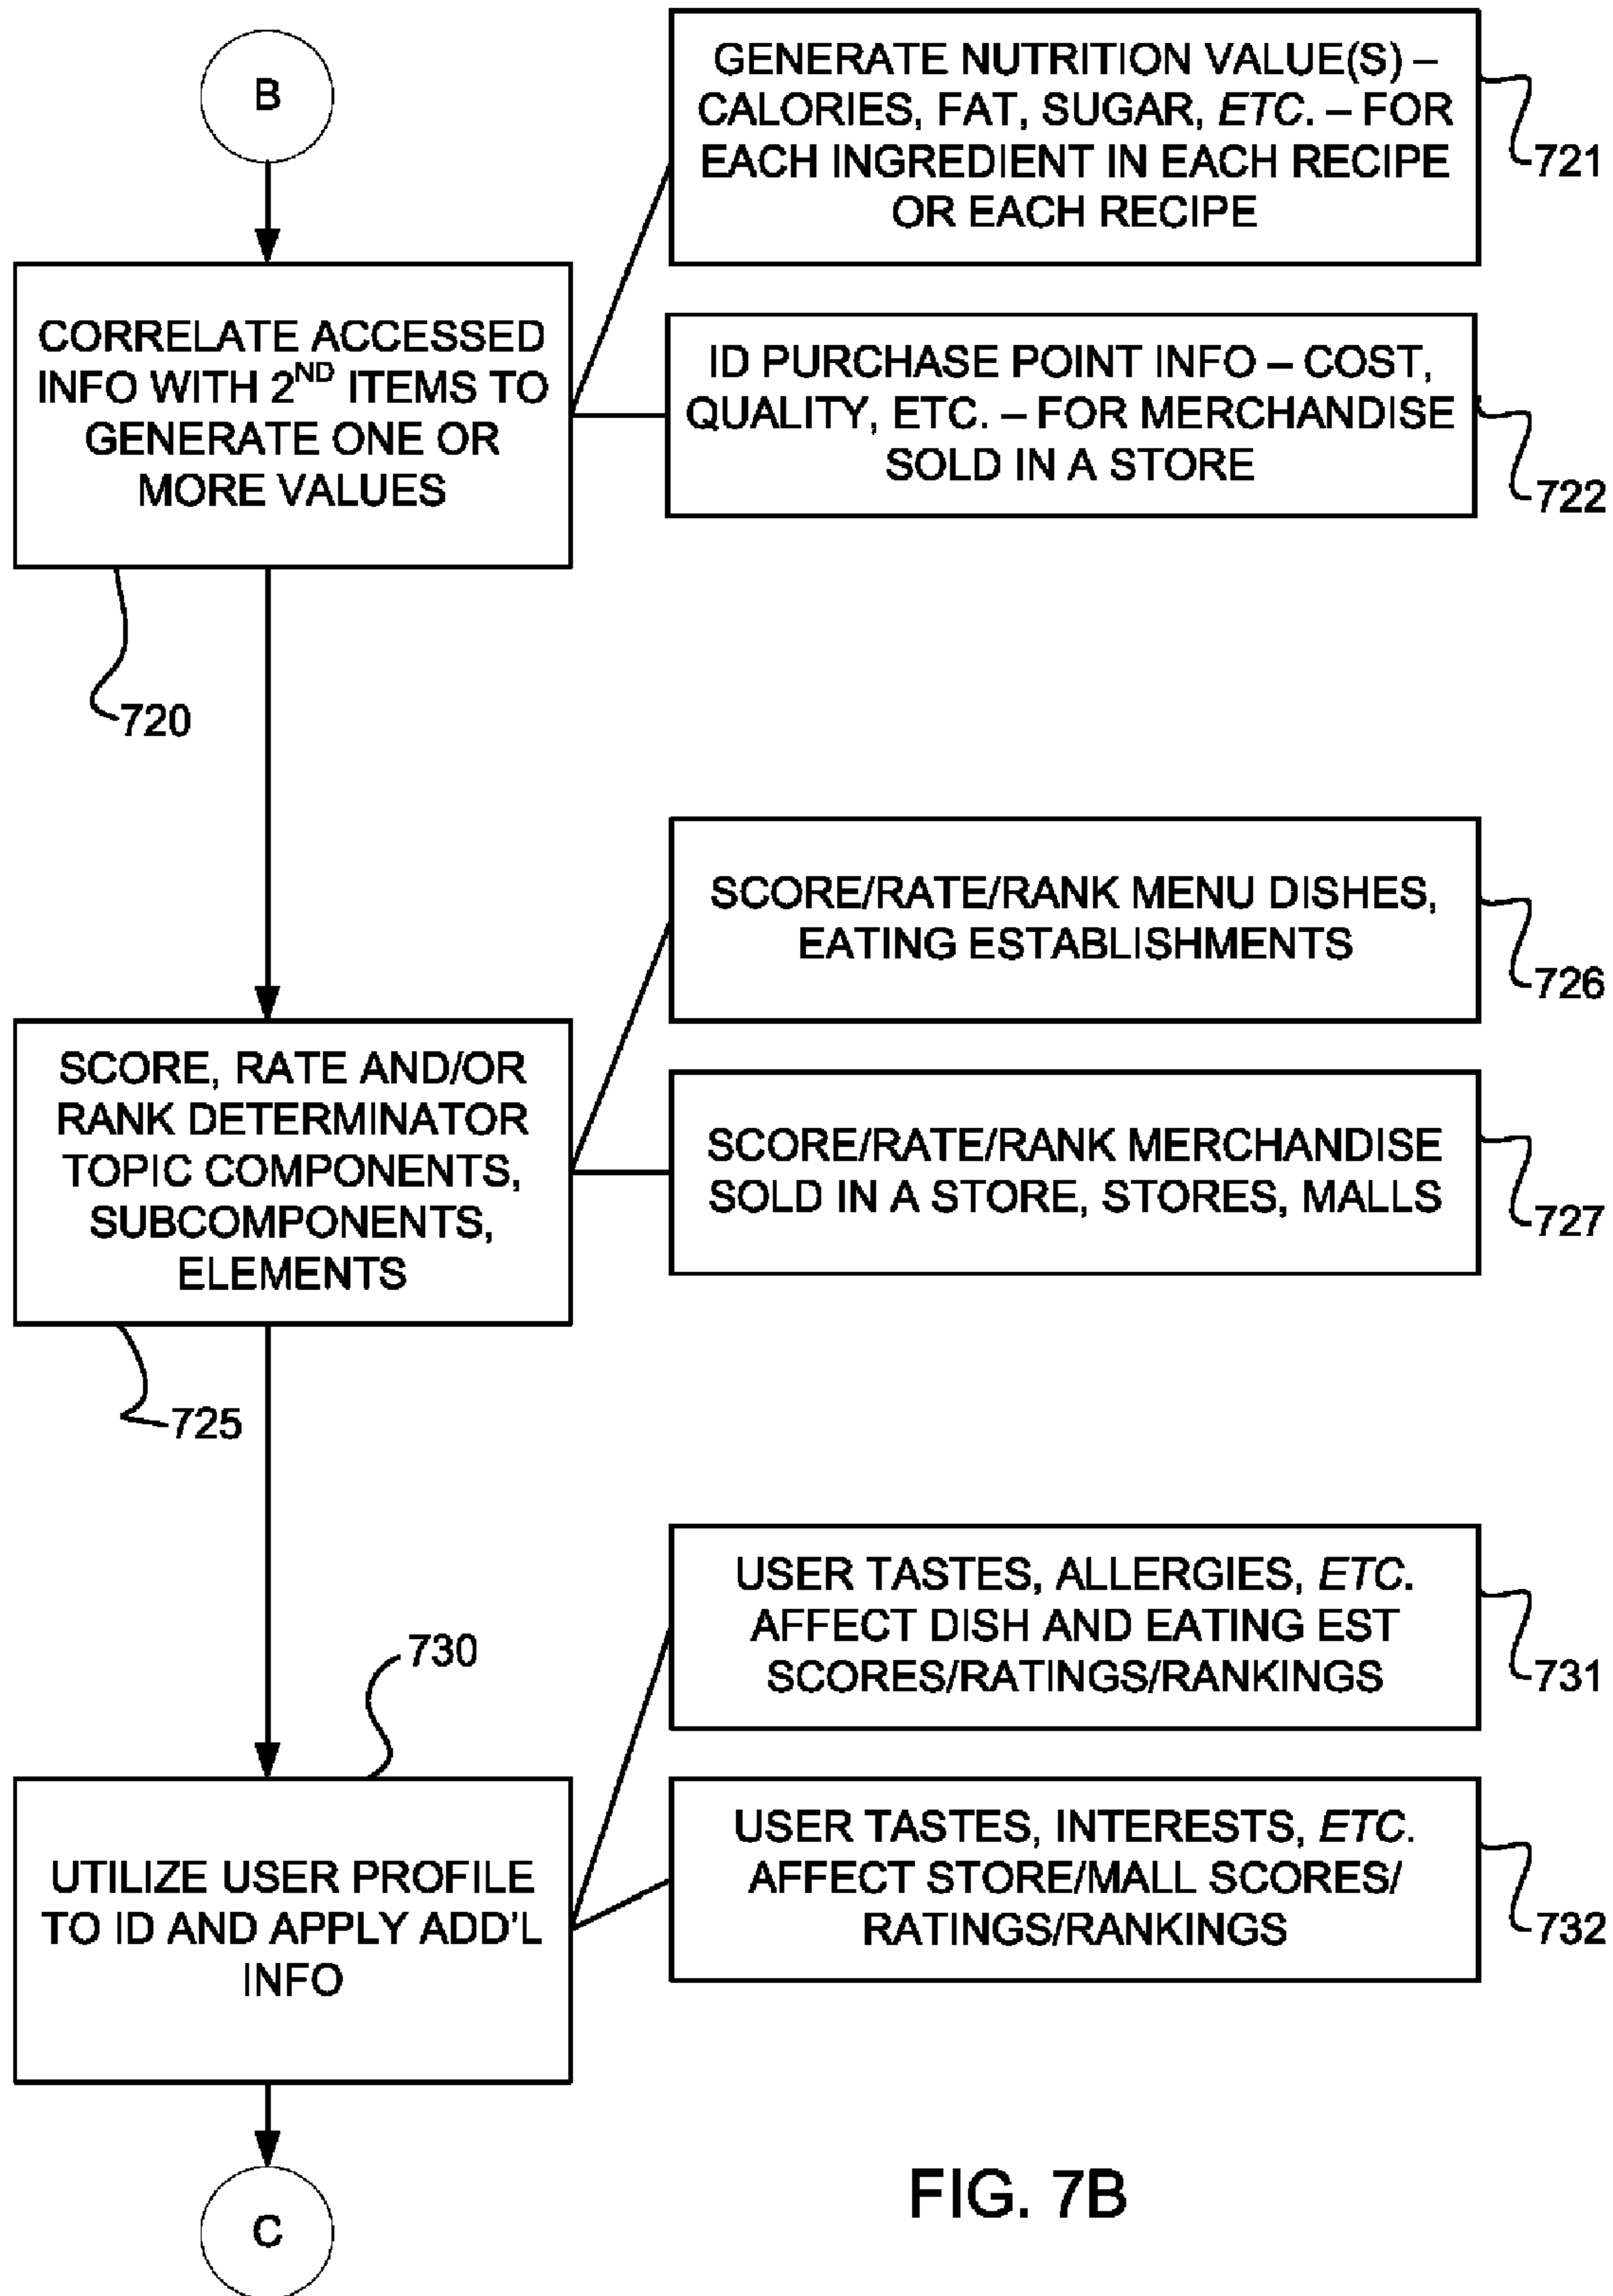 B
GENERATE NUTRITION VALUE(S) –
CALORIES, FAT, SUGAR, ETC. – FOR
EACH INGREDIENT IN EACH RECIPE
OR EACH RECIPE
721
CORRELATE ACCESSED
INFO WITH 2ND ITEMS TO
GENERATE ONE OR
MORE VALUES
720
ID PURCHASE POINT INFO – COST,
QUALITY, ETC. – FOR MERCHANDISE
SOLD IN A STORE
722
SCORE/RATE/RANK MENU DISHES,
EATING ESTABLISHMENTS
726
SCORE, RATE AND/OR
RANK DETERMINATOR
TOPIC COMPONENTS,
SUBCOMPONENTS,
ELEMENTS
725
SCORE/RATE/RANK MERCHANDISE
SOLD IN A STORE, STORES, MALLS
727
USER TASTES, ALLERGIES, ETC.
AFFECT DISH AND EATING EST
SCORES/RATINGS/RANKINGS
731
730
UTILIZE USER PROFILE
TO ID AND APPLY ADD'L
INFO
USER TASTES, INTERESTS, ETC.
AFFECT STORE/MALL SCORES/
RATINGS/RANKINGS
732
C
FIG. 7B